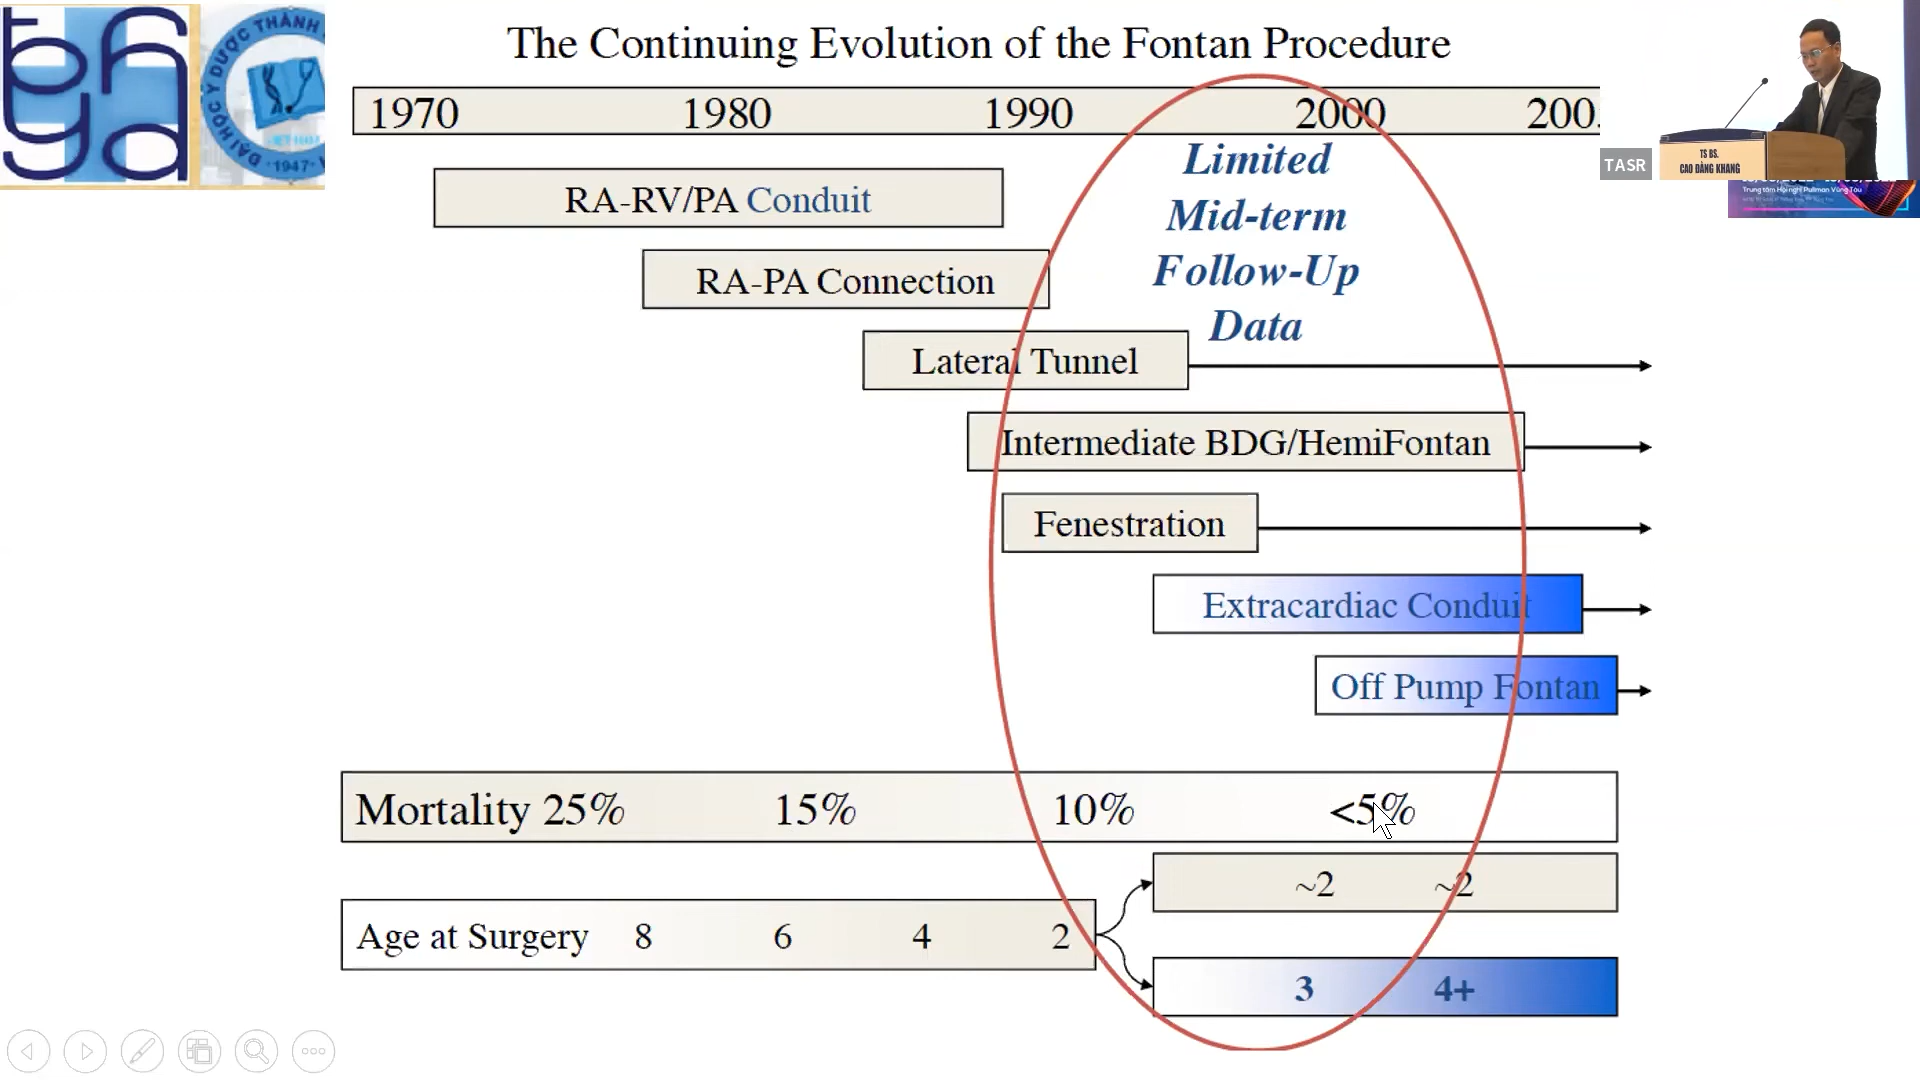 The Continuing Evolution of the Fontan Procedure
ĐẠI HỌC Y DƯỢC THÀNH
1947
1970 1980 1990 2000 200
Limited
Mid-term
Follow-Up
Data
RA-RV/PA Conduit
RA-PA Connection
Lateral Tunnel
Intermediate BDG/HemiFontan
Fenestration
Extracardiac Conduit
Off Pump Fontan
Mortality 25% 15% 10% <5%
~2 ~2
Age at Surgery 8 6 4 2
3 4+
TASR
TS BS.
CAO ĐẰNG KHANG
Trung tâm Hội nghị Pullman Vũng Tàu